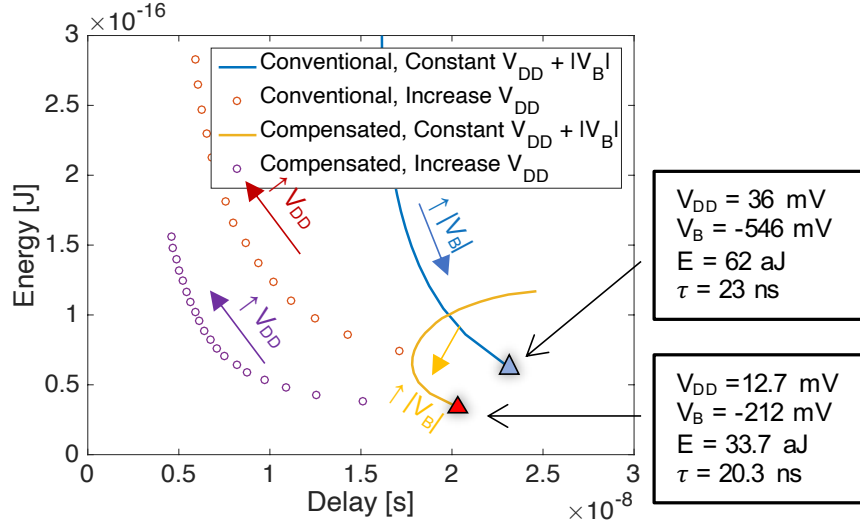 ×10⁻¹⁶
3
2.5
2
1.5
1
0.5
0
Energy [J]
Conventional, Constant V_DD + |V_B|
Conventional, Increase V_DD
Compensated, Constant V_DD + |V_B|
Compensated, Increase V_DD
↑V_DD
↑|V_B|
↑V_DD
↑|V_B|
V_DD = 36 mV
V_B = -546 mV
E = 62 aJ
τ = 23 ns
V_DD =12.7 mV
V_B = -212 mV
E = 33.7 aJ
τ = 20.3 ns
0 0.5 1 1.5 2 2.5 3
Delay [s]
×10⁻⁸